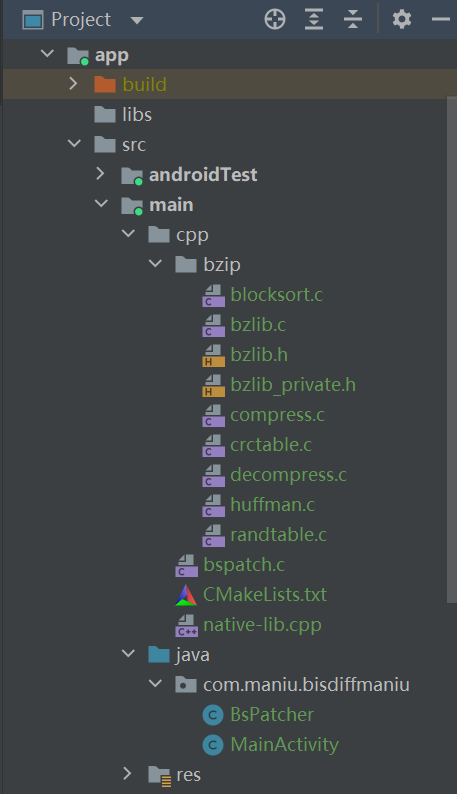 Project
app
build
libs
src
androidTest
main
cpp
bzip
blocksort.c
bzlib.c
bzlib.h
bzlib_private.h
compress.c
crctable.c
decompress.c
huffman.c
randtable.c
bspatch.c
CMakeLists.txt
native-lib.cpp
java
com.maniu.bisdiffmaniu
BsPatcher
MainActivity
res